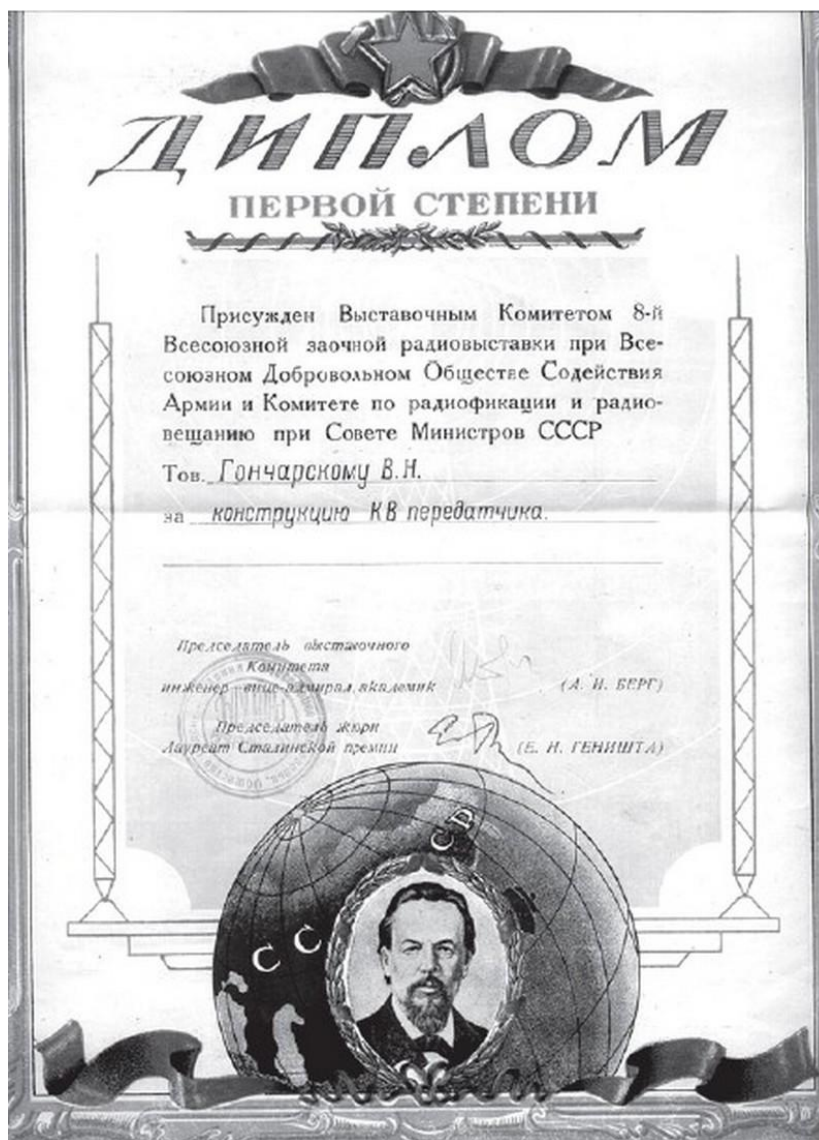 ДИПЛОМ
ПЕРВОЙ СТЕПЕНИ
Присужден Выставочным Комитетом 8-й
Всесоюзной заочной радиовыставки при Все-
союзном Добровольном Обществе Содействия
Армии и Комитете по радиофикации и радио-
вещанию при Совете Министров СССР
Тов. Гончарскому В.Н.
за конструкцию КВ передатчика.
Председатель выставочного
Комитета
инженер-вице-адмирал, академик (А. И. БЕРГ)
Председатель жюри
Лауреат Сталинской премии (Е. Н. ГЕНИШТА)
С С С Р